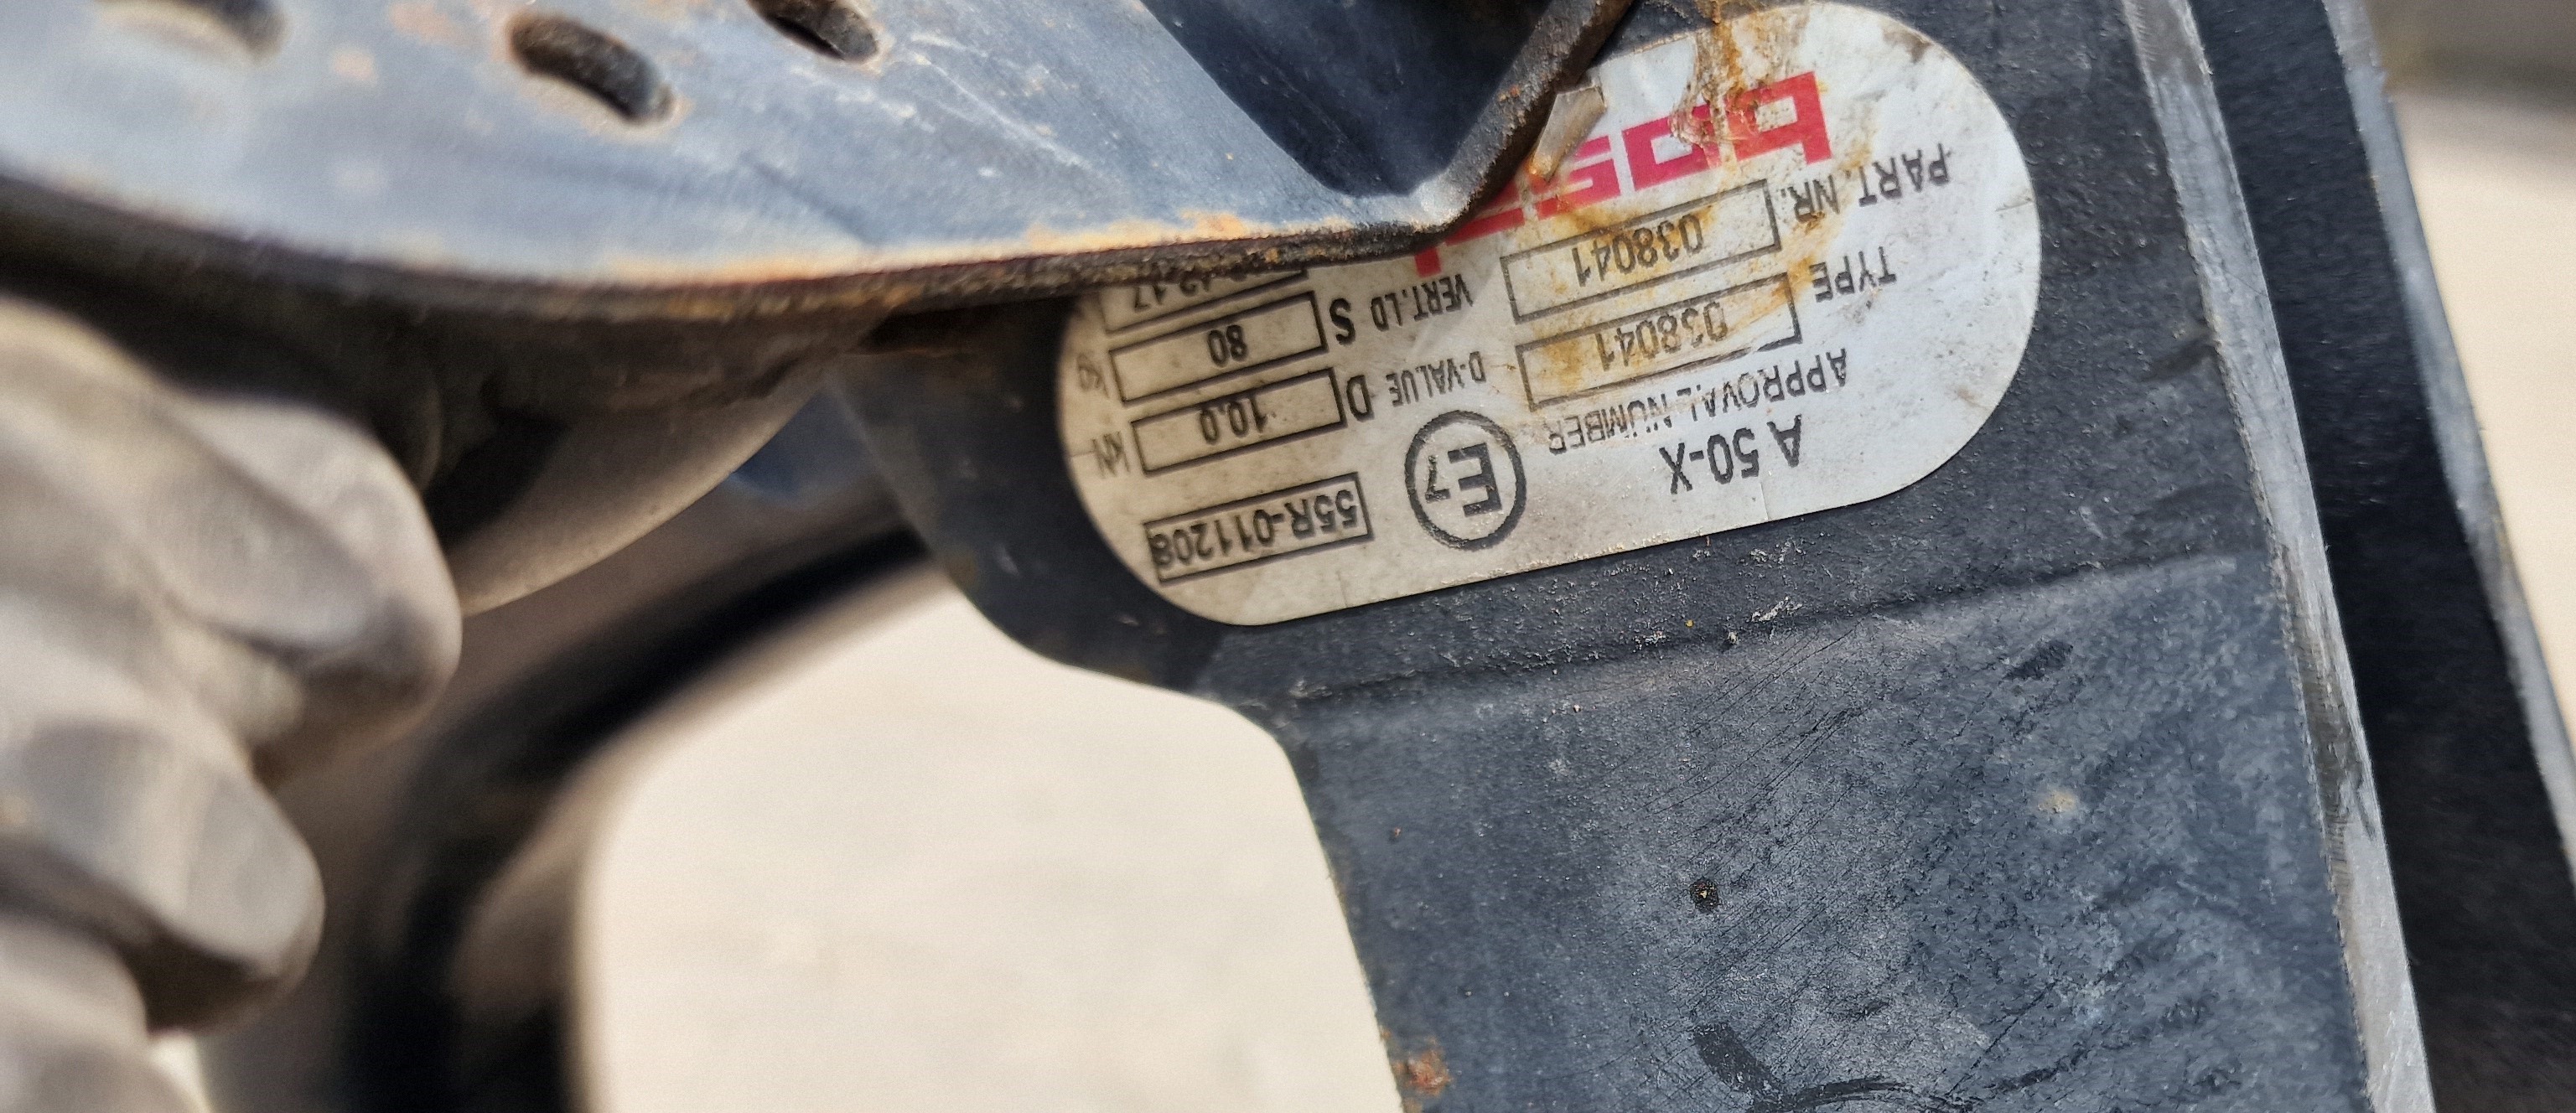 A 50-X E7 55R-011208
APPROVAL NUMBER D-VALUE D 10.0 kN
TYPE 038041 VERT.LD S 80 kg
PART. NR. 038041
bosal